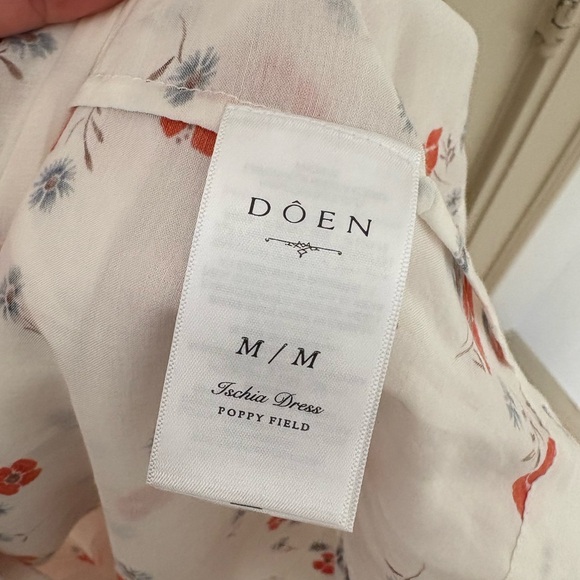 DÔEN
M / M
Ischia Dress
POPPY FIELD